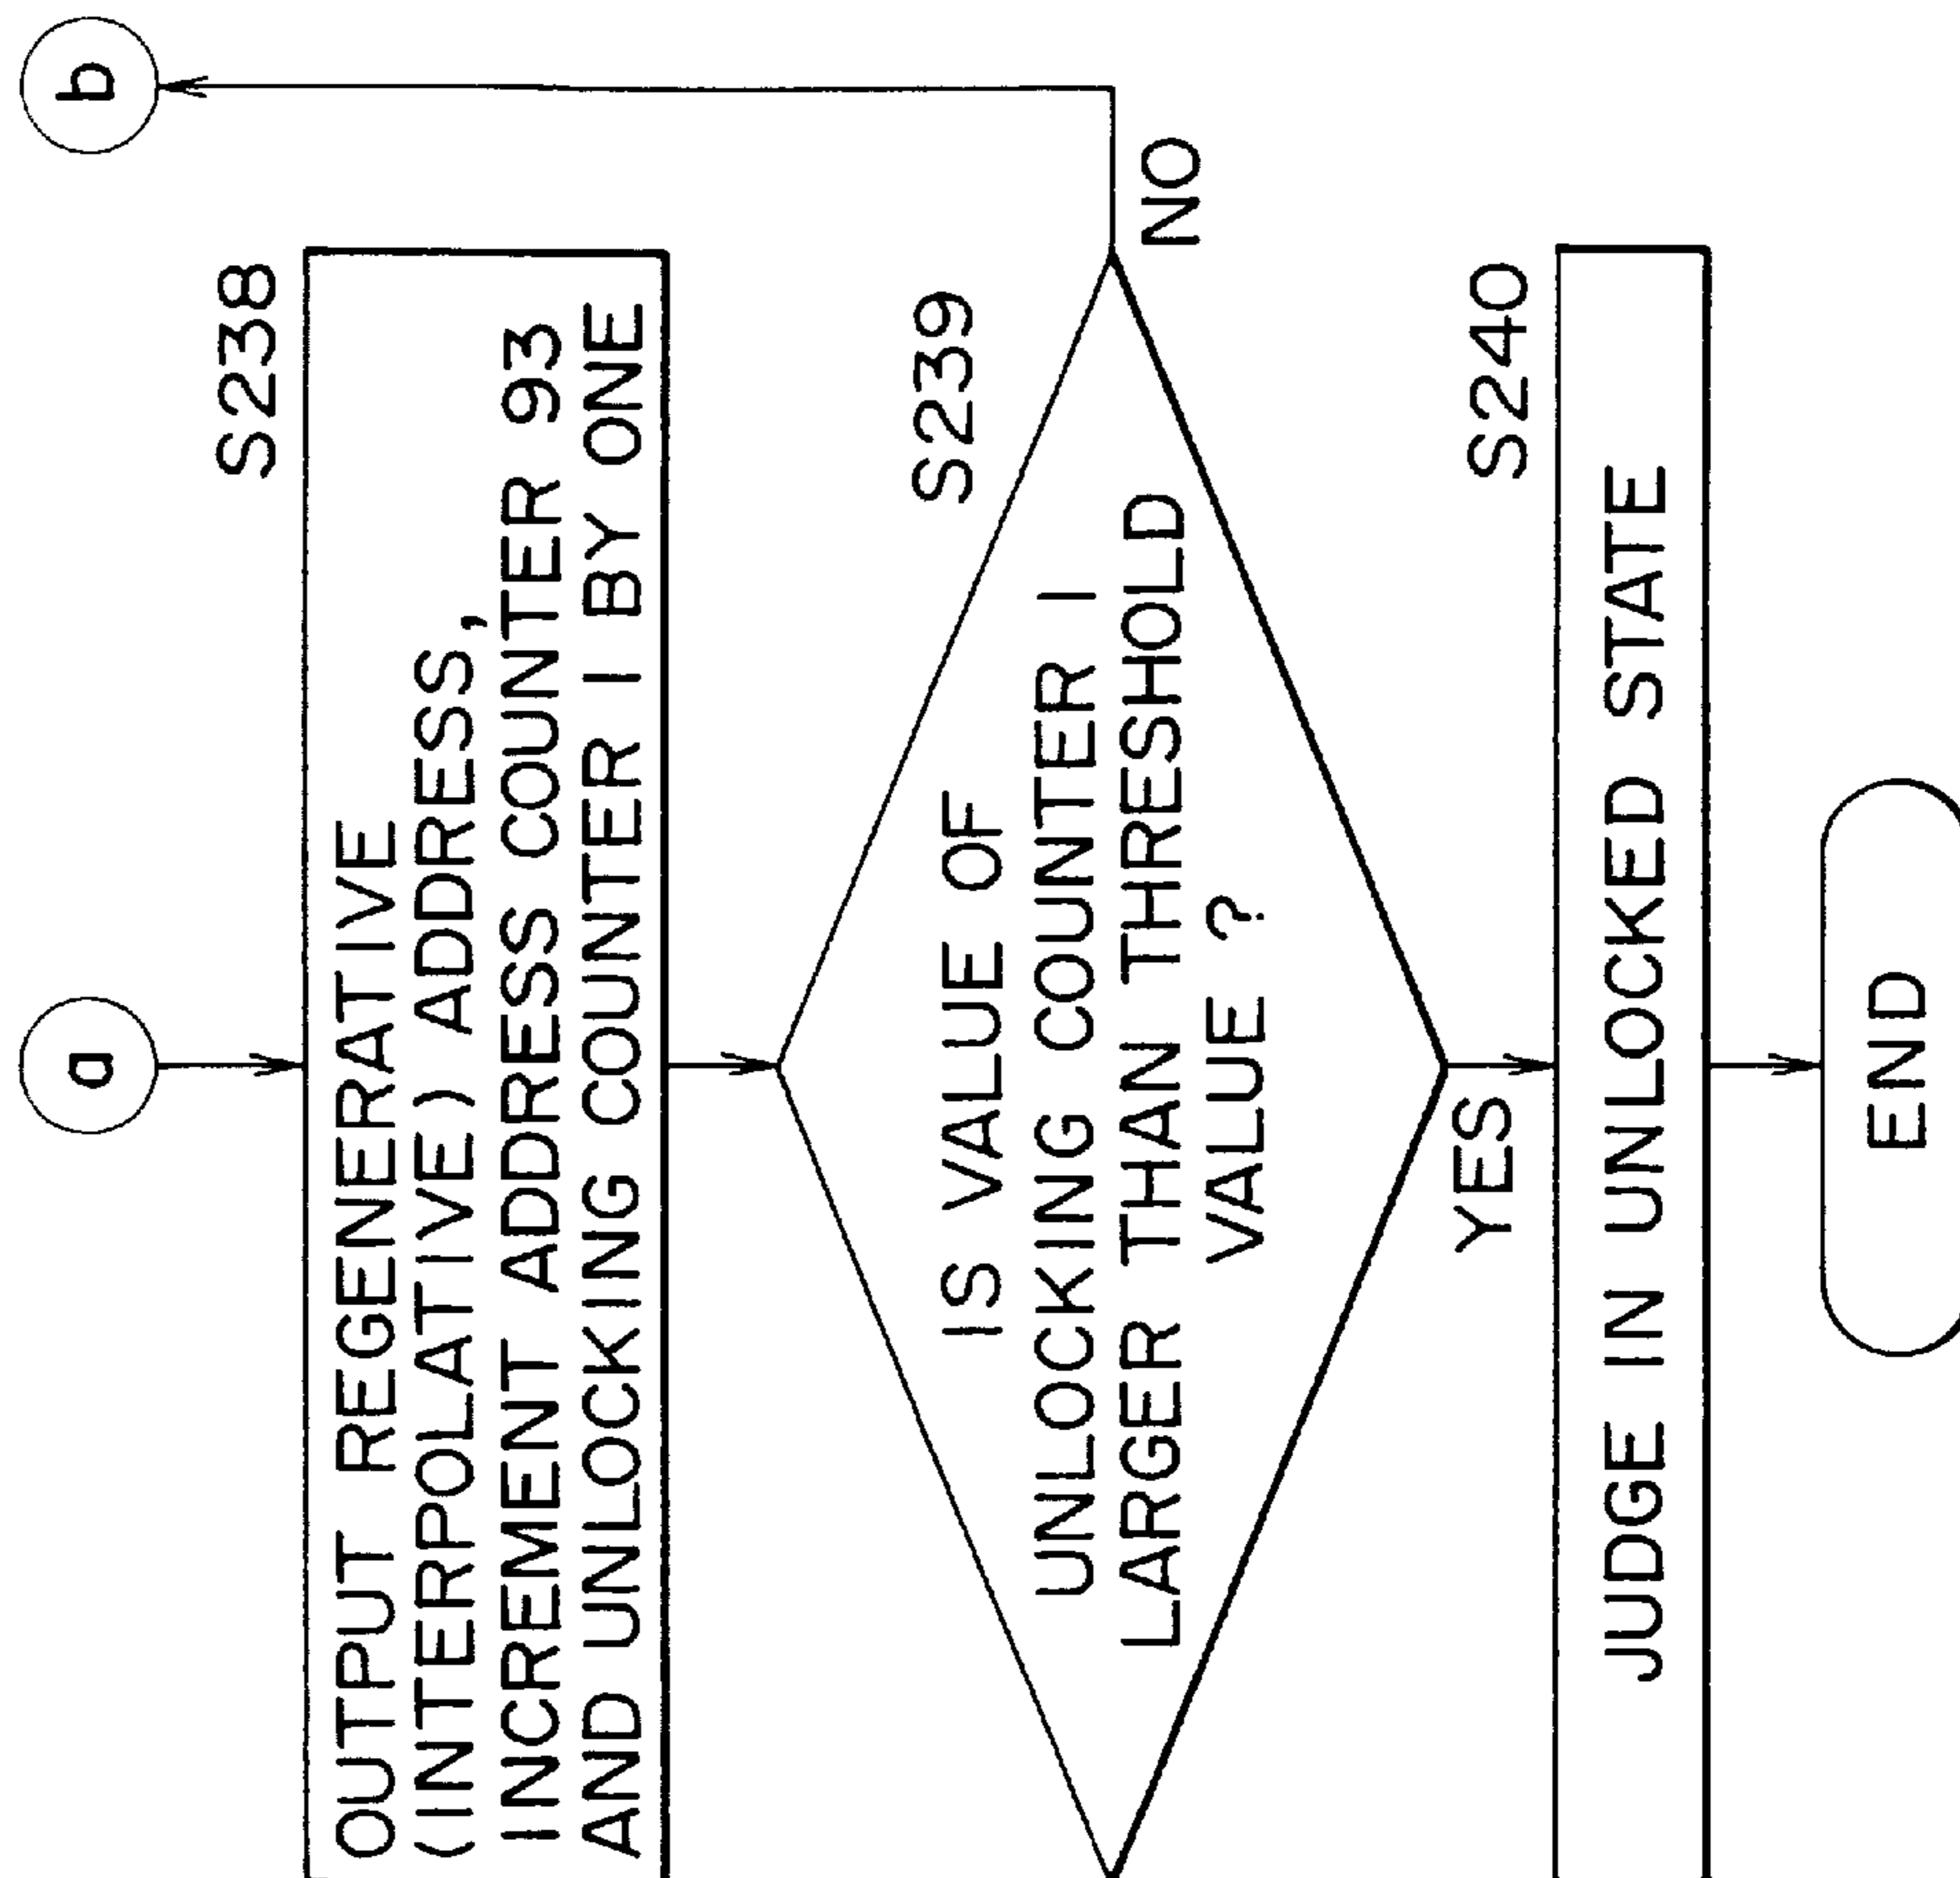 a
b
S238
OUTPUT REGENERATIVE
(INTERPOLATIVE) ADDRESS,
INCREMENT ADDRESS COUNTER 93
AND UNLOCKING COUNTER I BY ONE
S239
IS VALUE OF
UNLOCKING COUNTER I
LARGER THAN THRESHOLD
VALUE ?
NO
YES
S240
JUDGE IN UNLOCKED STATE
END